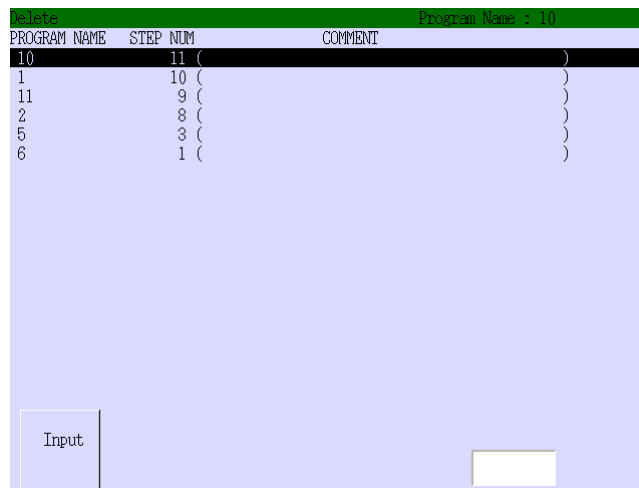 Delete Program Name : 10
PROGRAM NAME STEP NUM COMMENT
10 11 ( )
1 10 ( )
11 9 ( )
2 8 ( )
5 3 ( )
6 1 ( )
Input